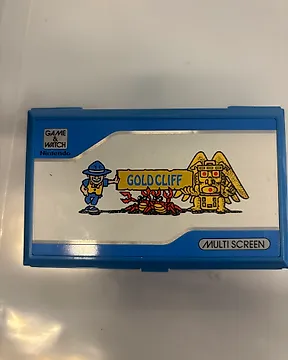 GAME
&
WATCH
Nintendo
GOLD CLIFF
MULTI SCREEN